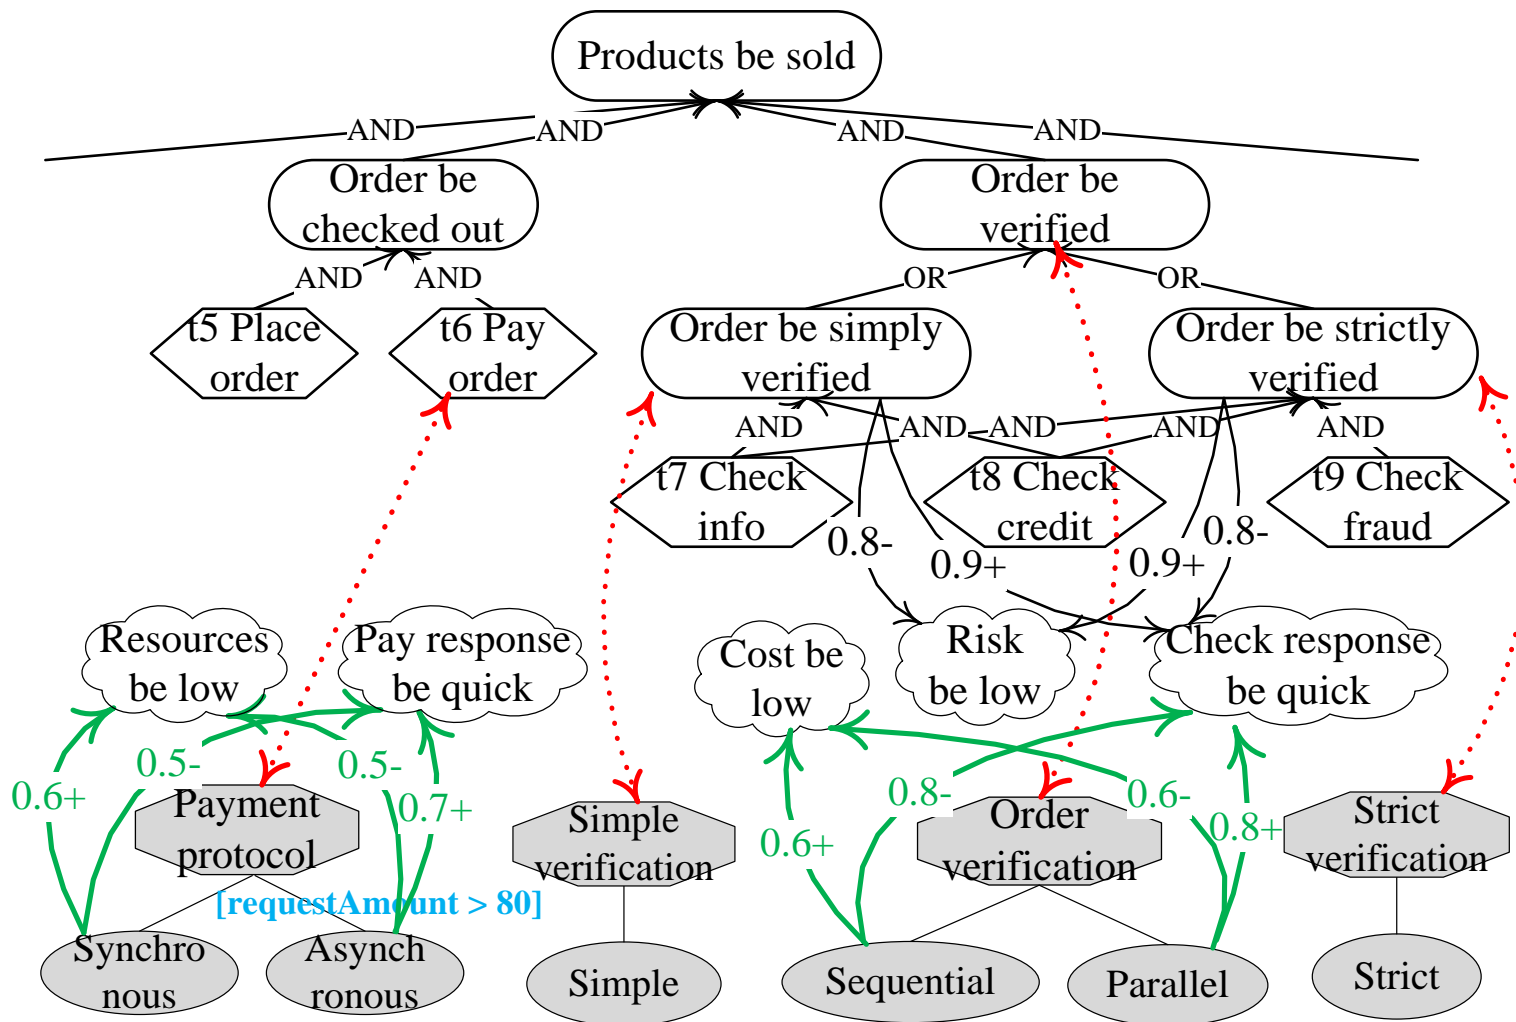 Products be sold
AND
AND
AND
AND
Order be
checked out
Order be
verified
AND
AND
OR
OR
t5 Place
order
t6 Pay
order
Order be simply
verified
Order be strictly
verified
AND
AND
AND
AND
AND
t7 Check
info
t8 Check
credit
t9 Check
fraud
0.8-
0.9+
0.9+
0.8-
Resources
be low
Pay response
be quick
Cost be
low
Risk
be low
Check response
be quick
0.6+
0.5-
0.5-
0.7+
0.6+
0.8-
0.6-
0.8+
Payment
protocol
Simple
verification
Order
verification
Strict
verification
[requestAmount > 80]
Synchro
nous
Asynch
ronous
Simple
Sequential
Parallel
Strict